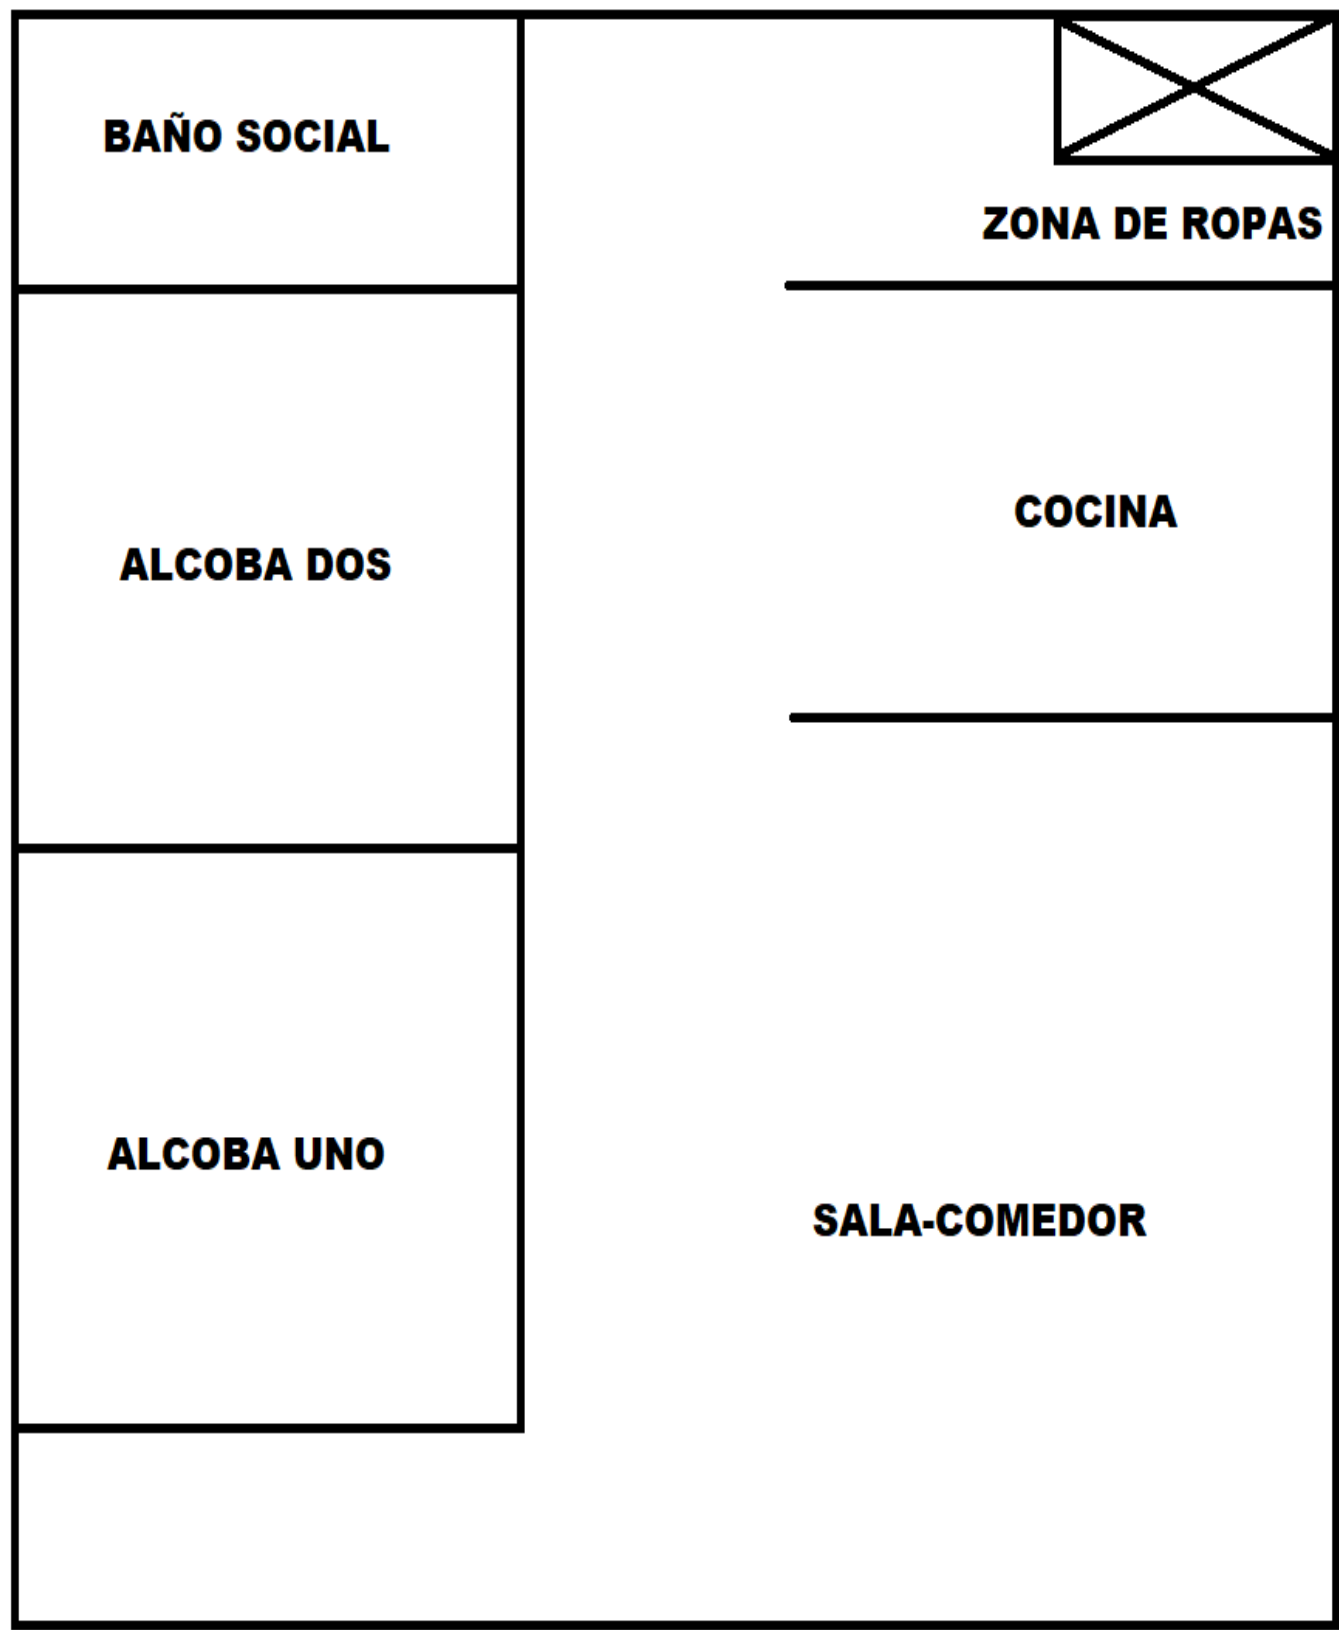 BAÑO SOCIAL
ZONA DE ROPAS
COCINA
ALCOBA DOS
ALCOBA UNO
SALA-COMEDOR